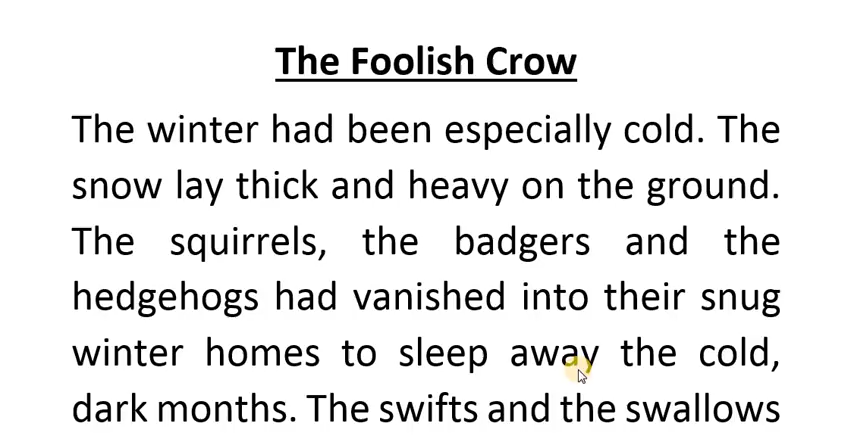 The Foolish Crow
The winter had been especially cold. The
snow lay thick and heavy on the ground.
The squirrels, the badgers and the
hedgehogs had vanished into their snug
winter homes to sleep away the cold,
dark months. The swifts and the swallows